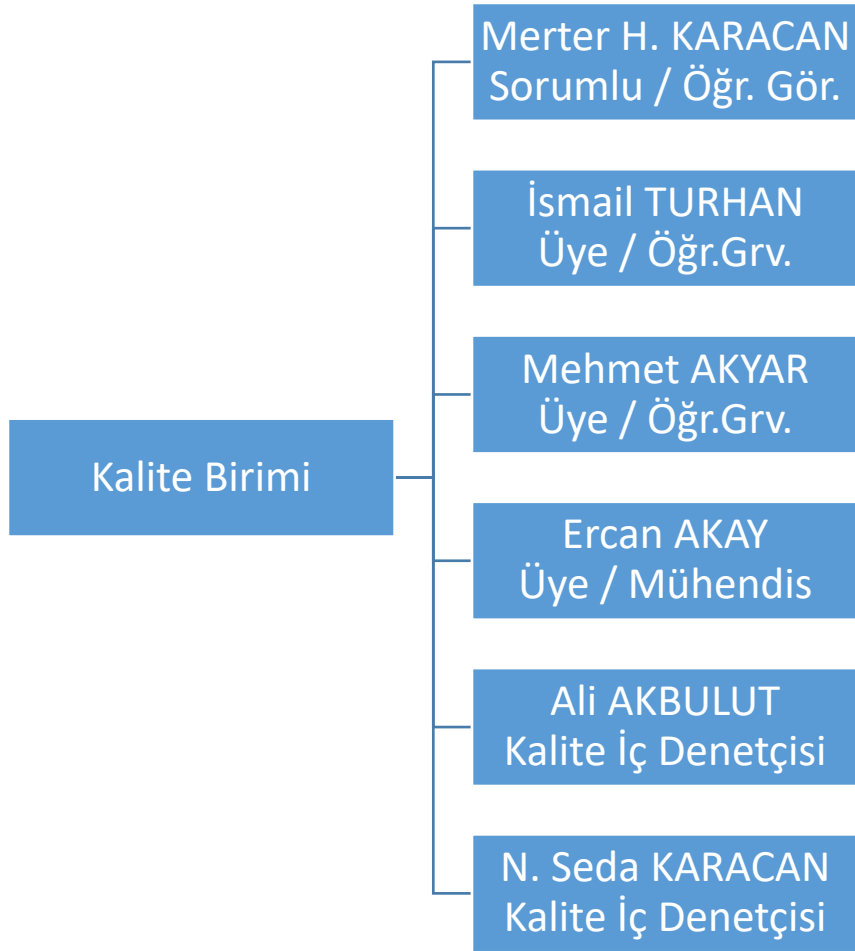 Merter H. KARACAN
Sorumlu / Öğr. Gör.
İsmail TURHAN
Üye / Öğr.Grv.
Mehmet AKYAR
Üye / Öğr.Grv.
Kalite Birimi
Ercan AKAY
Üye / Mühendis
Ali AKBULUT
Kalite İç Denetçisi
N. Seda KARACAN
Kalite İç Denetçisi